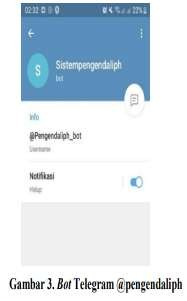 02:32
22%
S
Sistempengendaliph
bot
Info
@Pengendaliph_bot
Username
Notifikasi
Hidup
Gambar 3. Bot Telegram @pengendaliph